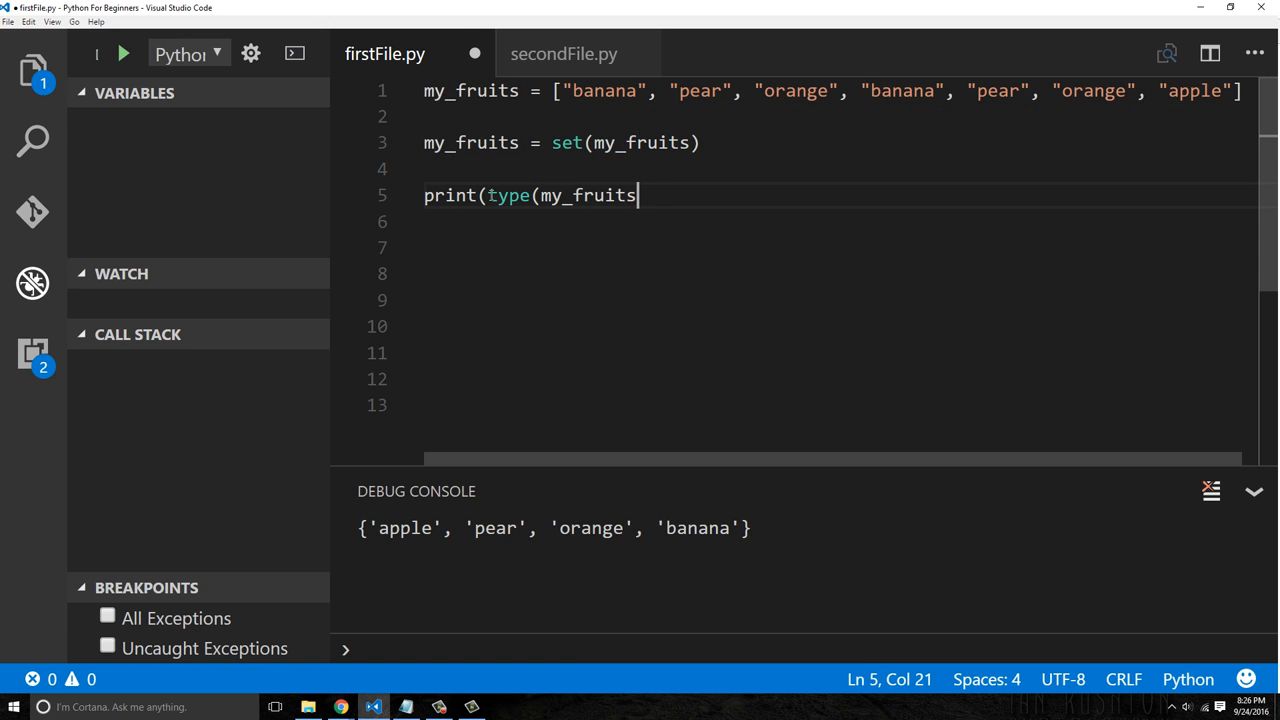 ● firstFile.py - Python For Beginners - Visual Studio Code
File Edit View Go Help
Python
firstFile.py
secondFile.py
1
VARIABLES
WATCH
CALL STACK
2
BREAKPOINTS
All Exceptions
Uncaught Exceptions
1 my_fruits = ["banana", "pear", "orange", "banana", "pear", "orange", "apple"]
2
3 my_fruits = set(my_fruits)
4
5 print(type(my_fruits
6
7
8
9
10
11
12
13
DEBUG CONSOLE
{'apple', 'pear', 'orange', 'banana'}
0 0
Ln 5, Col 21 Spaces: 4 UTF-8 CRLF Python
I'm Cortana. Ask me anything.
8:26 PM
9/24/2016